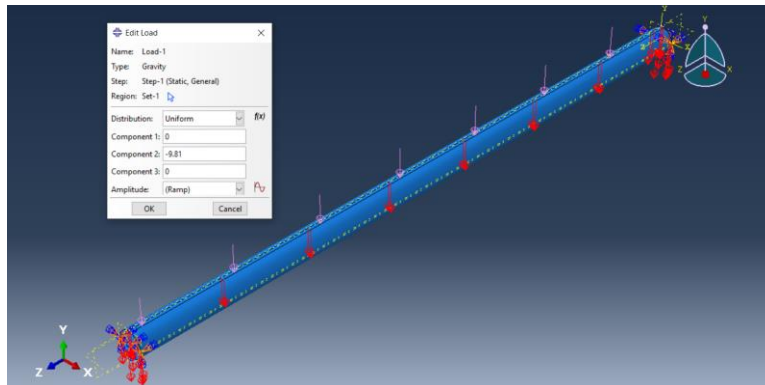 Edit Load
Name: Load-1
Type: Gravity
Step: Step-1 (Static, General)
Region: Set-1
Distribution: Uniform f(x)
Component 1: 0
Component 2: -9.81
Component 3: 0
Amplitude: (Ramp)
OK Cancel
Y
Z X
Y
Z X